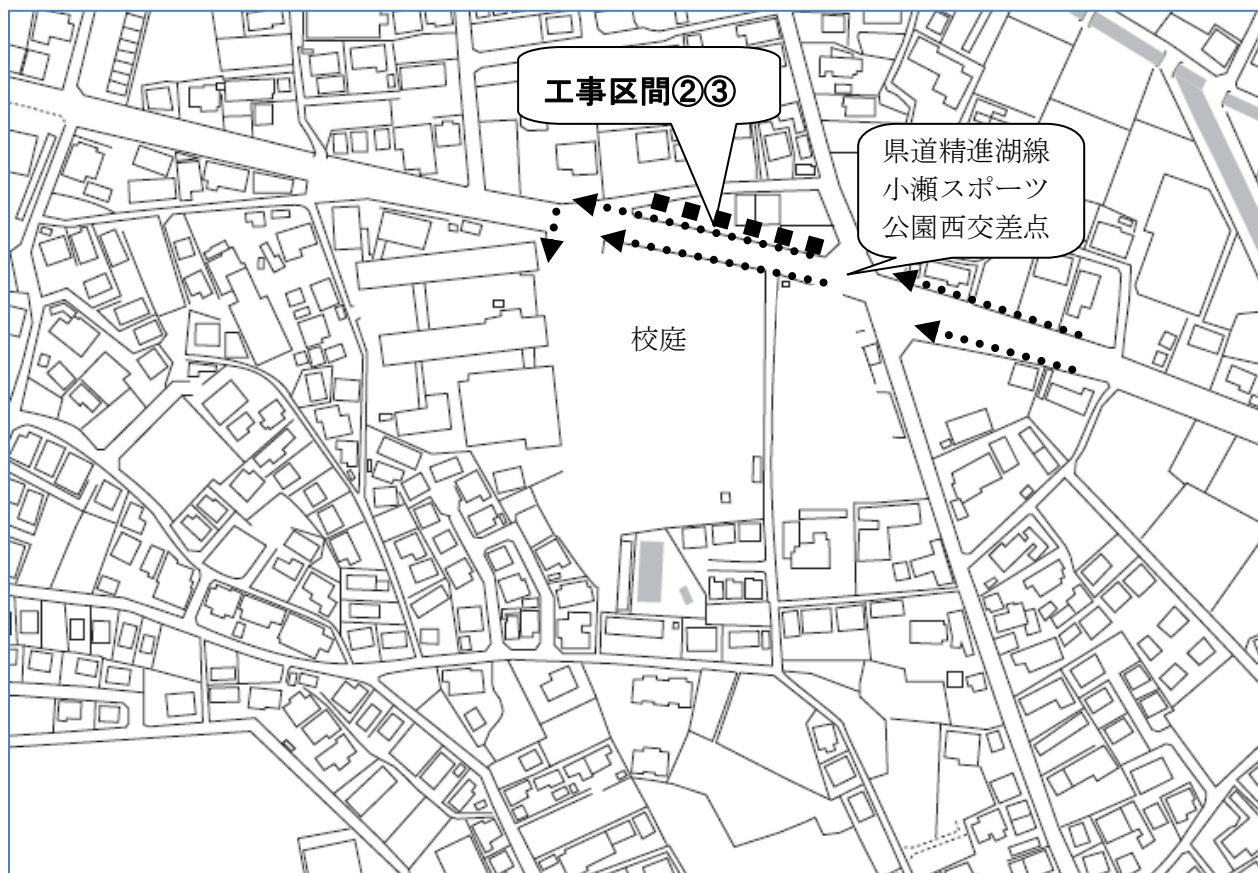 工事区間②③
県道精進湖線
小瀬スポーツ
公園西交差点
校庭